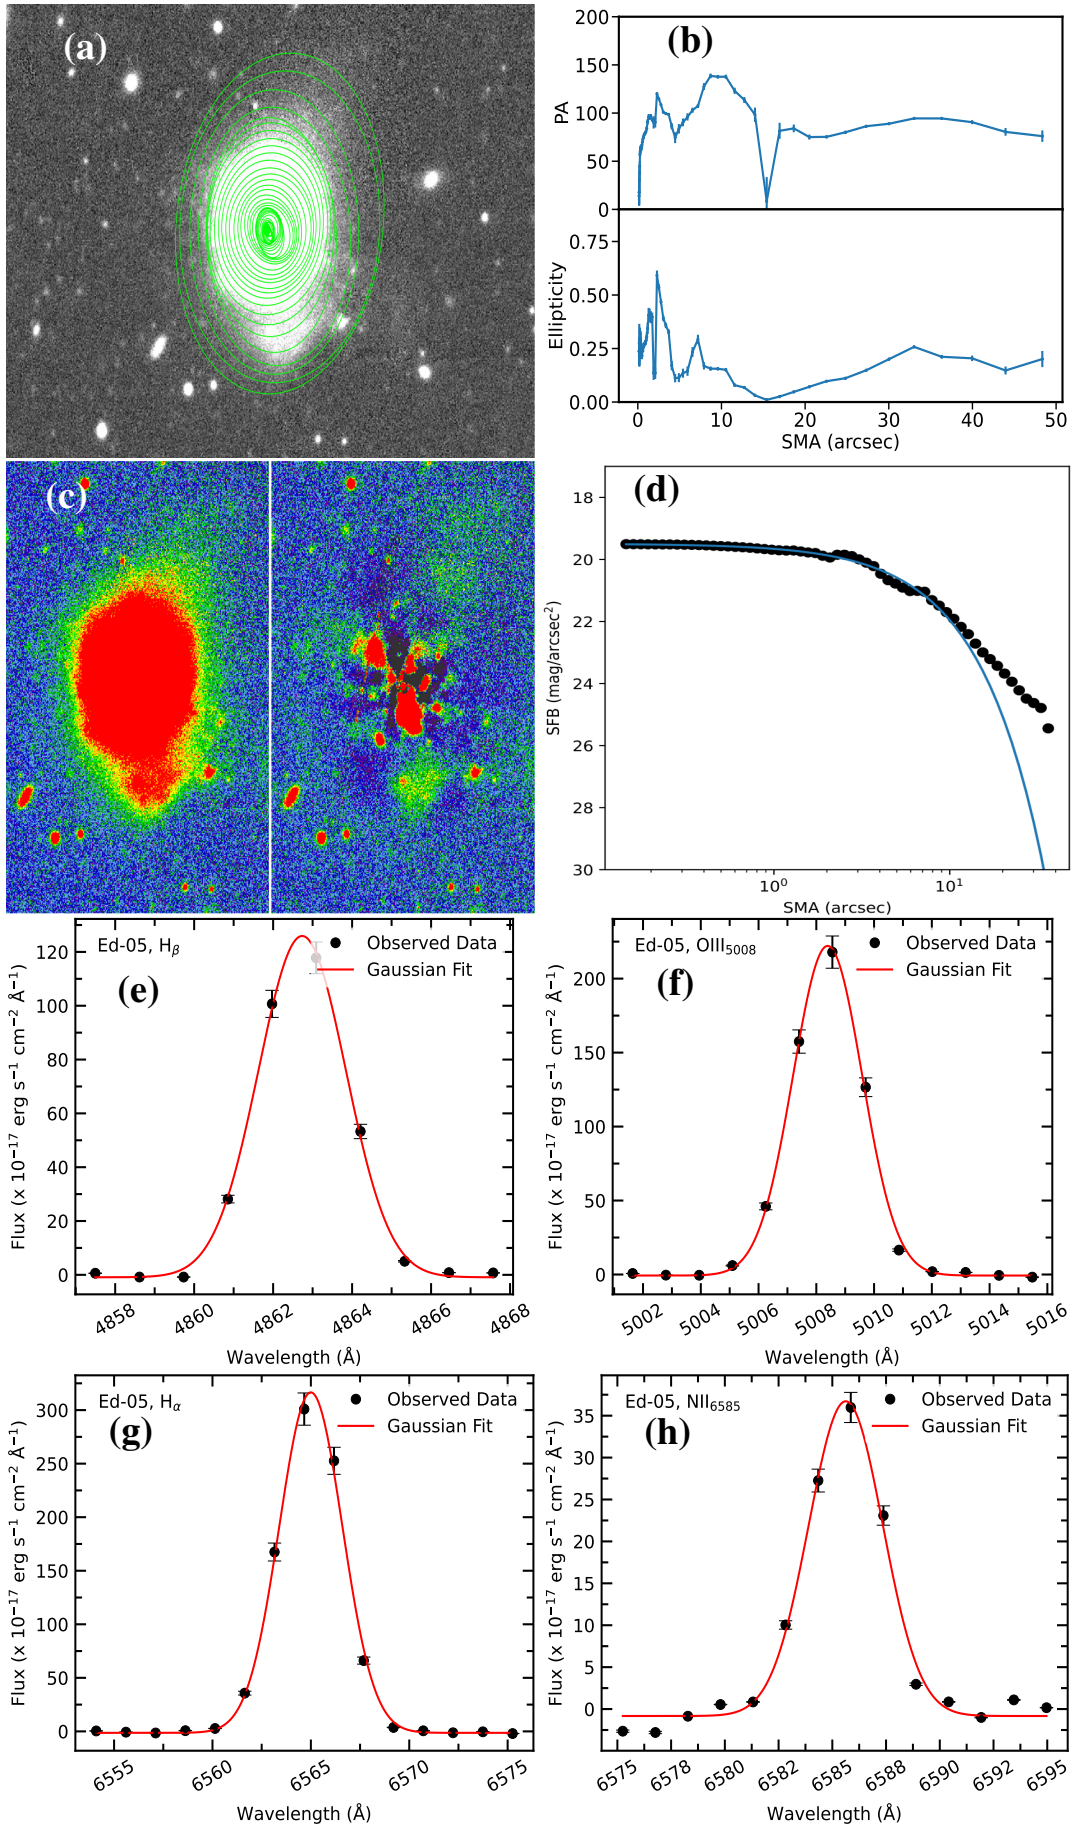 (a)
(b)
200
150
100
50
0
PA
0.75
0.50
0.25
0.00
Ellipticity
0 10 20 30 40 50
SMA (arcsec)
(c)
(d)
18
20
22
24
26
28
30
SFB (mag/arcsec²)
10⁰ 10¹
SMA (arcsec)
Ed-05, Hᵦ
(e)
Observed Data
Gaussian Fit
120
100
80
60
40
20
0
Flux (x 10⁻¹⁷ erg s⁻¹ cm⁻² Å⁻¹)
4858 4860 4862 4864 4866 4868
Wavelength (Å)
Ed-05, OIII₅₀₀₈
(f)
Observed Data
Gaussian Fit
200
150
100
50
0
Flux (x 10⁻¹⁷ erg s⁻¹ cm⁻² Å⁻¹)
5002 5004 5006 5008 5010 5012 5014 5016
Wavelength (Å)
Ed-05, Hα
(g)
Observed Data
Gaussian Fit
300
250
200
150
100
50
0
Flux (x 10⁻¹⁷ erg s⁻¹ cm⁻² Å⁻¹)
6555 6560 6565 6570 6575
Wavelength (Å)
Ed-05, NII₆₅₈₅
(h)
Observed Data
Gaussian Fit
35
30
25
20
15
10
5
0
Flux (x 10⁻¹⁷ erg s⁻¹ cm⁻² Å⁻¹)
6575 6578 6580 6582 6585 6588 6590 6592 6595
Wavelength (Å)